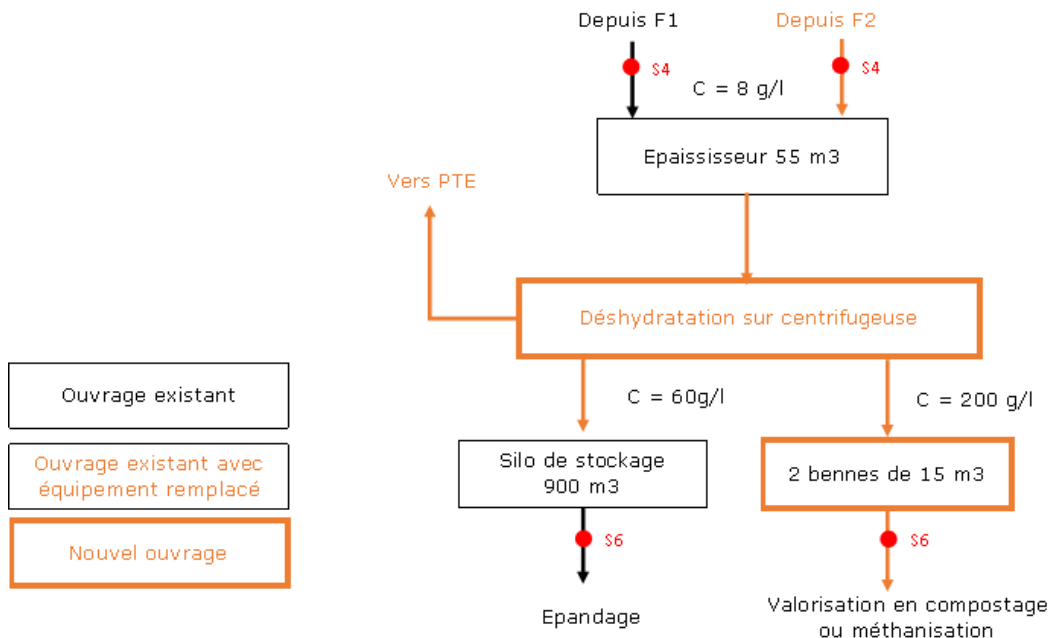 Depuis F1
Depuis F2
S4
S4
C = 8 g/l
Epaississeur 55 m3
Vers PTE
Déshydratation sur centrifugeuse
C = 60g/l
C = 200 g/l
Silo de stockage
900 m3
2 bennes de 15 m3
S6
S6
Epandage
Valorisation en compostage
ou méthanisation
Ouvrage existant
Ouvrage existant avec
équipement remplacé
Nouvel ouvrage